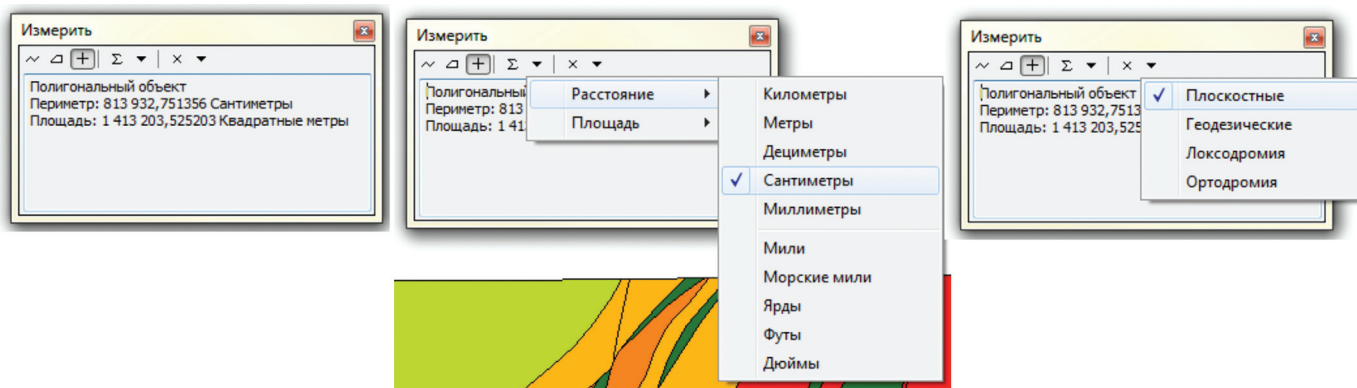 Измерить
Полигональный объект
Периметр: 813 932,751356 Сантиметры
Площадь: 1 413 203,525203 Квадратные метры
Измерить
Полигональный
Периметр: 813
Площадь: 1 41
Расстояние
Площадь
Километры
Метры
Дециметры
Сантиметры
Миллиметры
Мили
Морские мили
Ярды
Футы
Дюймы
Измерить
Полигональный объект
Периметр: 813 932,7513
Площадь: 1 413 203,525
Плоскостные
Геодезические
Локсодромия
Ортодромия